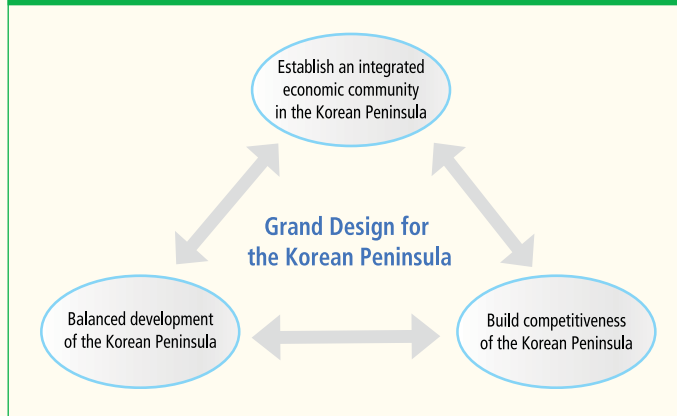 Establish an integrated
economic community
in the Korean Peninsula
Grand Design for
the Korean Peninsula
Balanced development
of the Korean Peninsula
Build competitiveness
of the Korean Peninsula